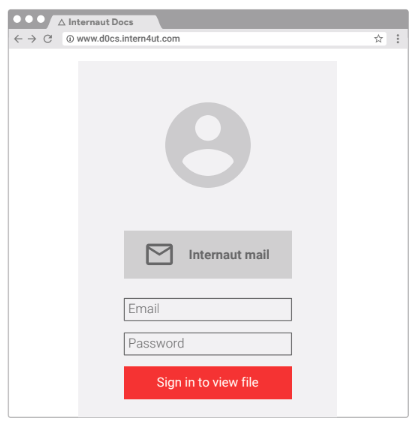 Internaut Docs
www.d0cs.intern4ut.com
Internaut mail
Email
Password
Sign in to view file